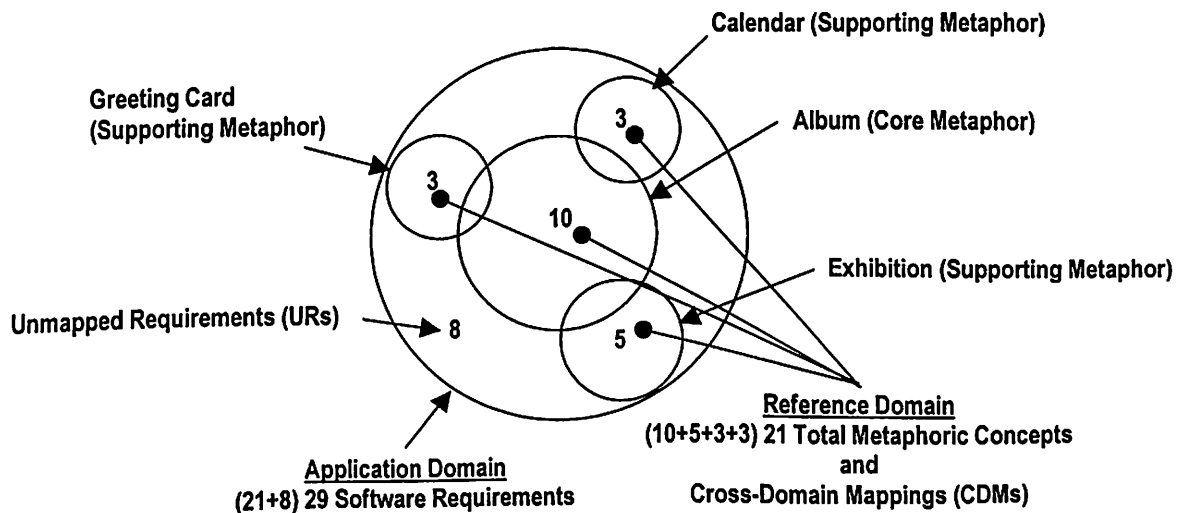 Calendar (Supporting Metaphor)
Greeting Card
(Supporting Metaphor)
3
Album (Core Metaphor)
3
10
Exhibition (Supporting Metaphor)
Unmapped Requirements (URs)
8
5
Reference Domain
(10+5+3+3) 21 Total Metaphoric Concepts
and
Cross-Domain Mappings (CDMs)
Application Domain
(21+8) 29 Software Requirements